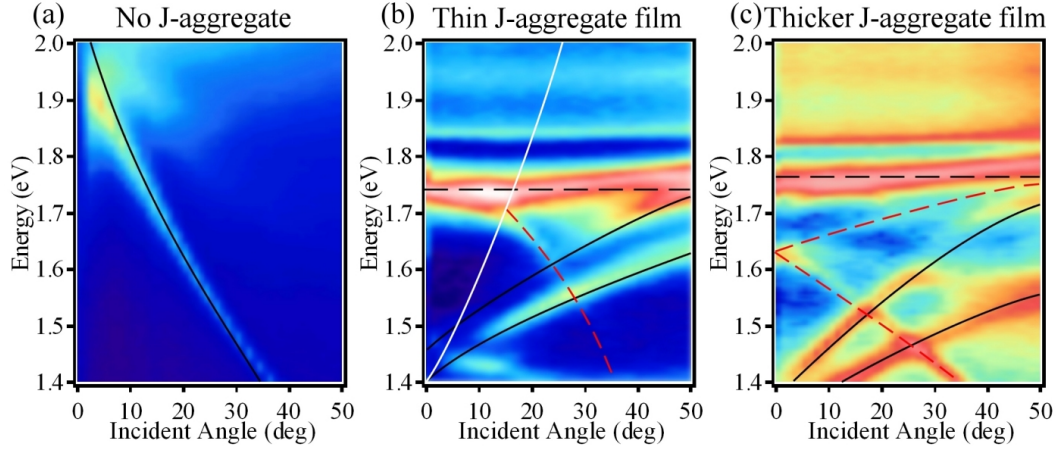 (a) No J-aggregate
2.0
1.9
1.8
1.7
1.6
1.5
1.4
Energy (eV)
0 10 20 30 40 50
Incident Angle (deg)
(b) Thin J-aggregate film
2.0
1.9
1.8
1.7
1.6
1.5
1.4
Energy (eV)
0 10 20 30 40 50
Incident Angle (deg)
(c) Thicker J-aggregate film
2.0
1.9
1.8
1.7
1.6
1.5
1.4
Energy (eV)
0 10 20 30 40 50
Incident Angle (deg)